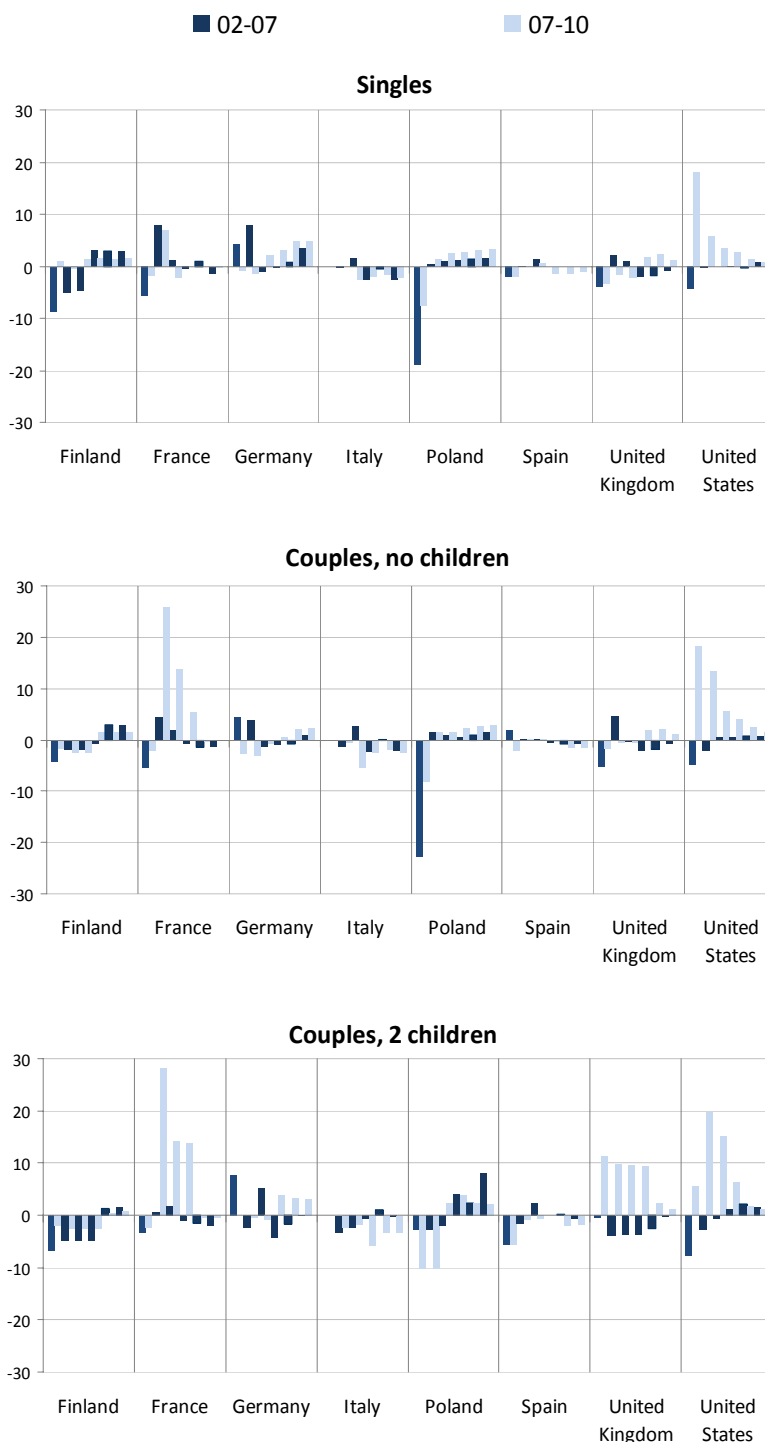 02-07 07-10
Singles
30
20
10
0
-10
-20
-30
Finland France Germany Italy Poland Spain United United
Kingdom States
Couples, no children
30
20
10
0
-10
-20
-30
Finland France Germany Italy Poland Spain United United
Kingdom States
Couples, 2 children
30
20
10
0
-10
-20
-30
Finland France Germany Italy Poland Spain United United
Kingdom States